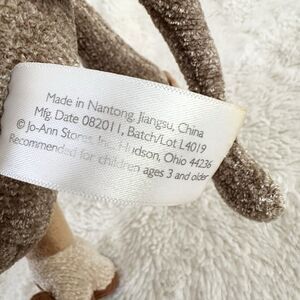 Made in Nantong, Jiangsu, China
Mfg. Date 082011, Batch/Lot L4019
© Jo-Ann Stores, Inc. Hudson, Ohio 44236
Recommended for children ages 3 and older